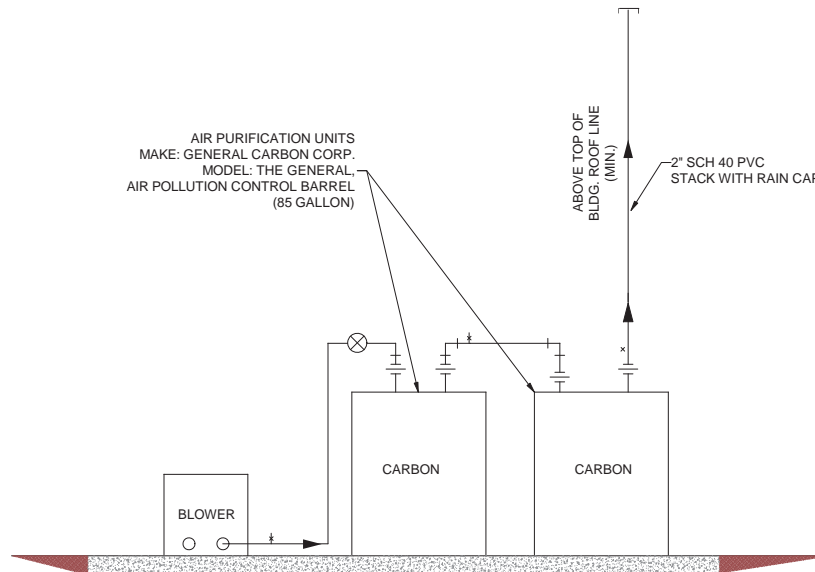 AIR PURIFICATION UNITS
MAKE: GENERAL CARBON CORP.
MODEL: THE GENERAL,
AIR POLLUTION CONTROL BARREL
(85 GALLON)
ABOVE TOP OF
BLDG. ROOF LINE
(MIN.)
2" SCH 40 PVC
STACK WITH RAIN CAP
CARBON
CARBON
BLOWER